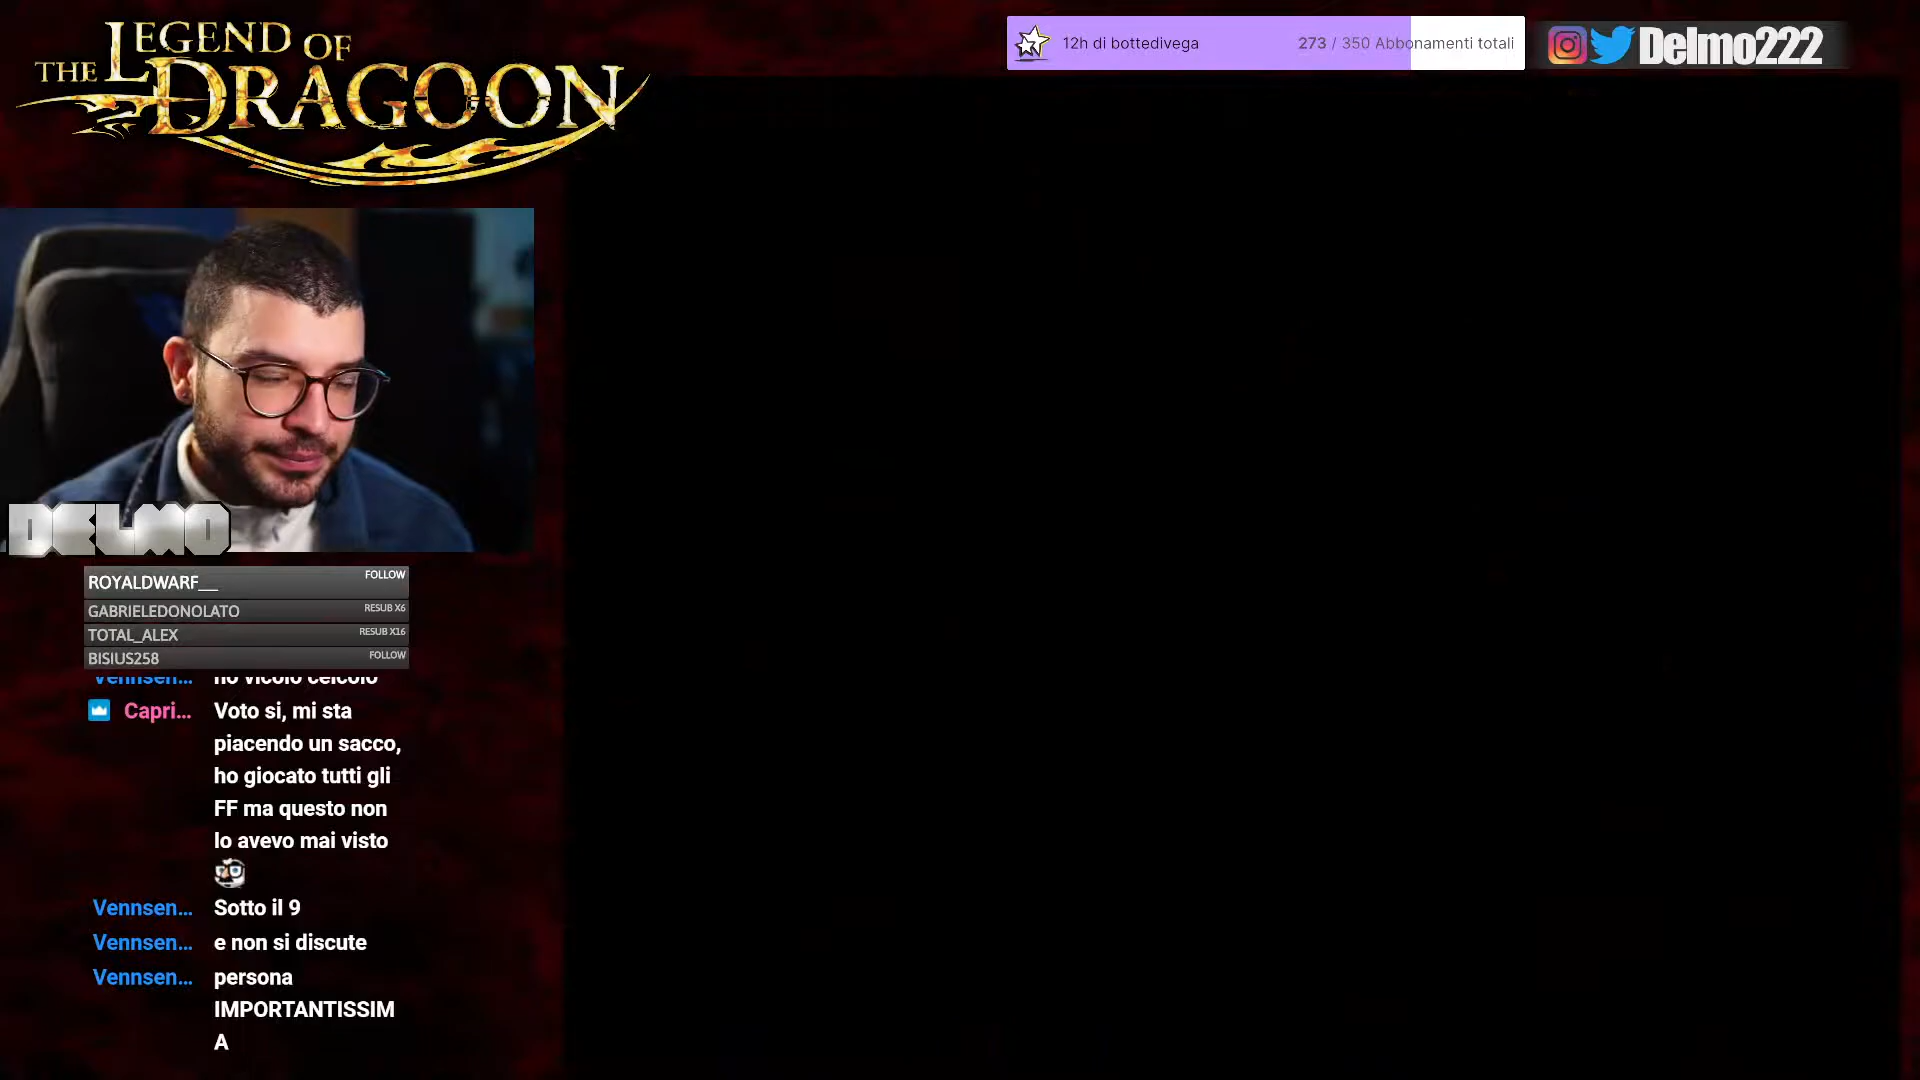 THE LEGEND OF
DRAGOON
12h di bottedivega 273 / 350 Abbonamenti totali
Delmo222
DELMO
ROYALDWARF__ FOLLOW
GABRIELEDONOLATO RESUB X6
TOTAL_ALEX RESUB X16
BISIUS258 FOLLOW
Vennsen...
Capri... Voto si, mi sta
piacendo un sacco,
ho giocato tutti gli
FF ma questo non
lo avevo mai visto
Vennsen... Sotto il 9
Vennsen... e non si discute
Vennsen... persona
IMPORTANTISSIM
A